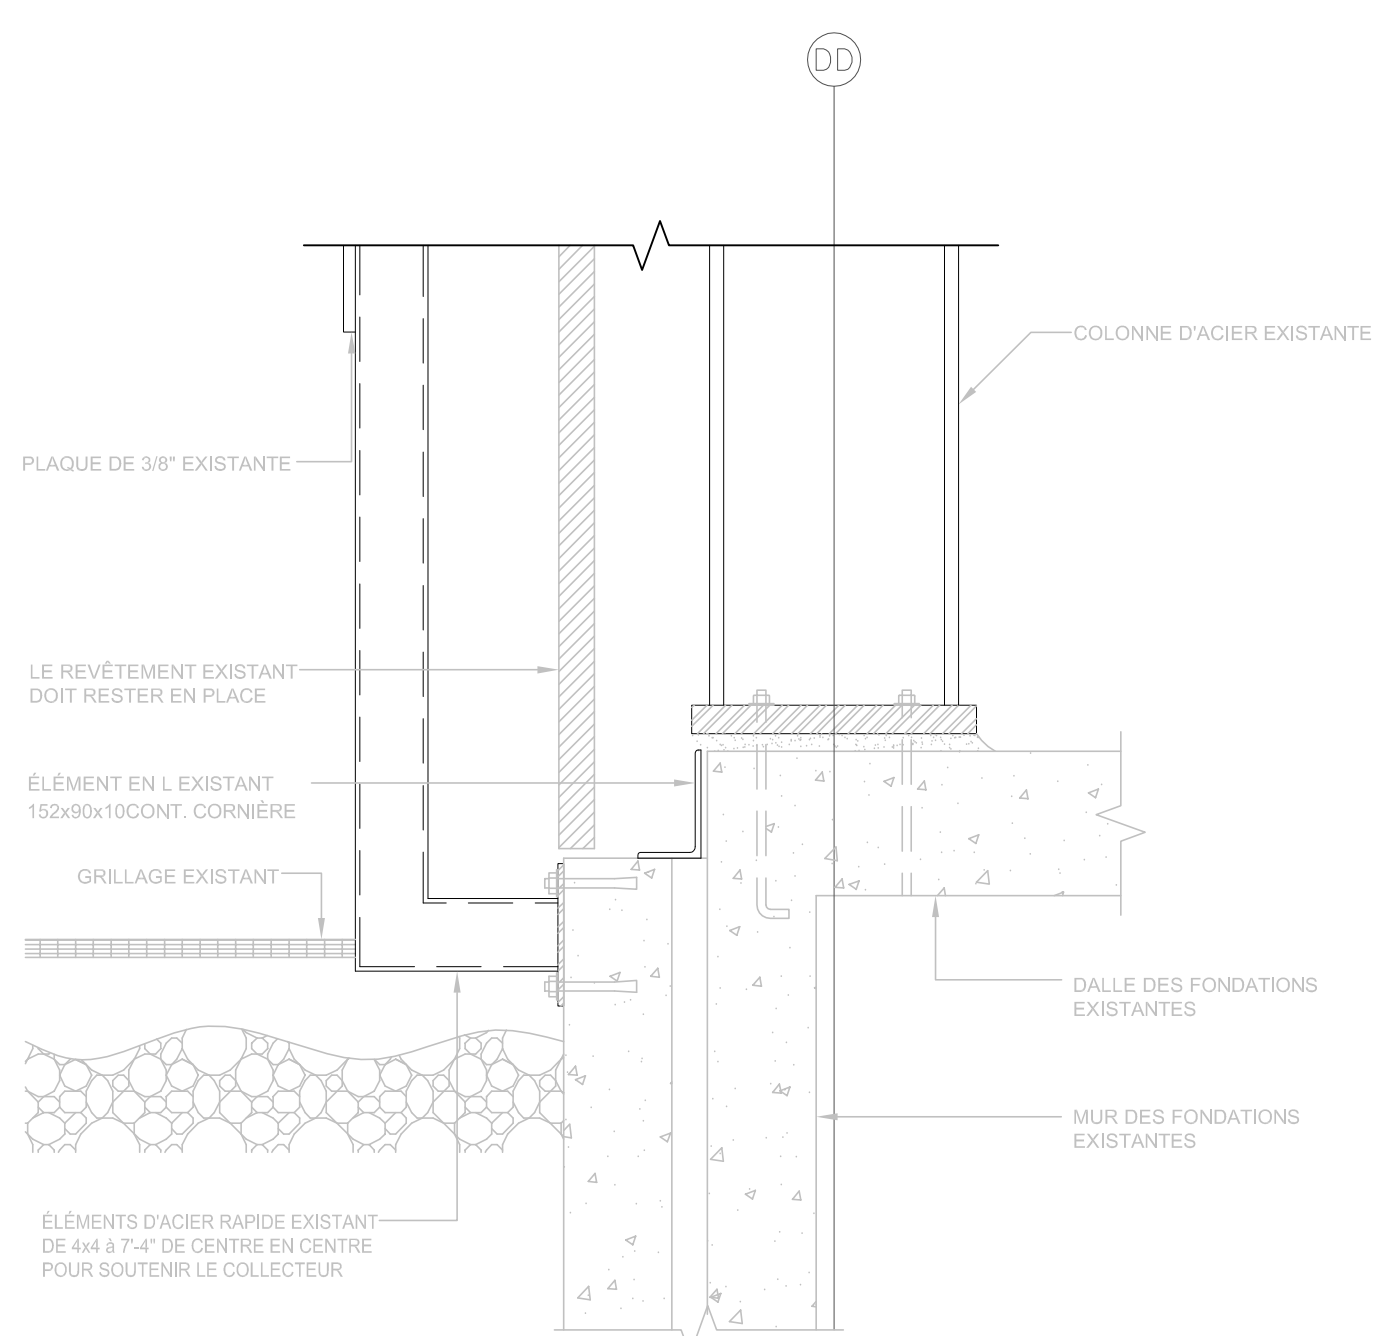 DD
COLONNE D'ACIER EXISTANTE
PLAQUE DE 3/8" EXISTANTE
LE REVÊTEMENT EXISTANT
DOIT RESTER EN PLACE
ÉLÉMENT EN L EXISTANT
152x90x10CONT. CORNIÈRE
GRILLAGE EXISTANT
DALLE DES FONDATIONS
EXISTANTES
MUR DES FONDATIONS
EXISTANTES
ÉLÉMENTS D'ACIER RAPIDE EXISTANT
DE 4x4 à 7'-4" DE CENTRE EN CENTRE
POUR SOUTENIR LE COLLECTEUR